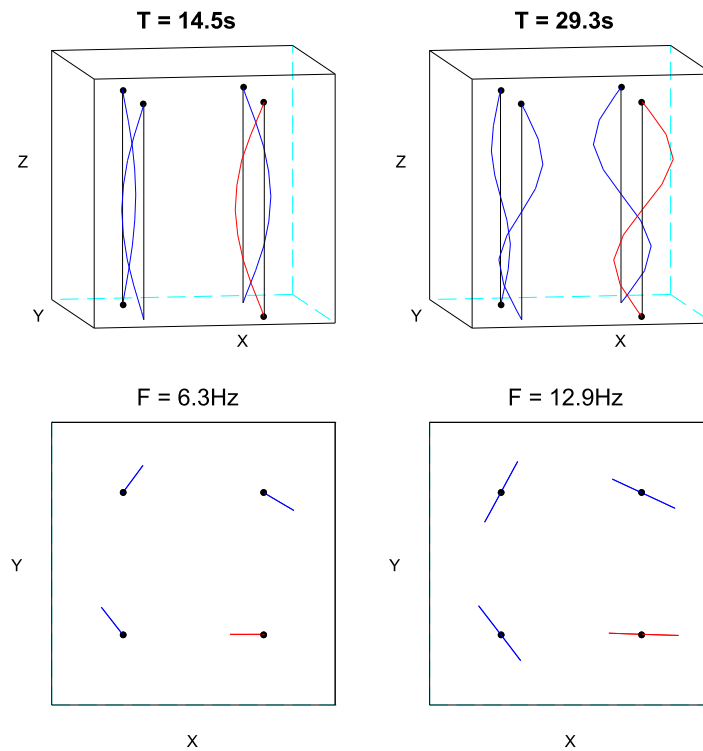 T = 14.5s
T = 29.3s
Z
Z
Y
Y
X
X
F = 6.3Hz
F = 12.9Hz
Y
Y
X
X